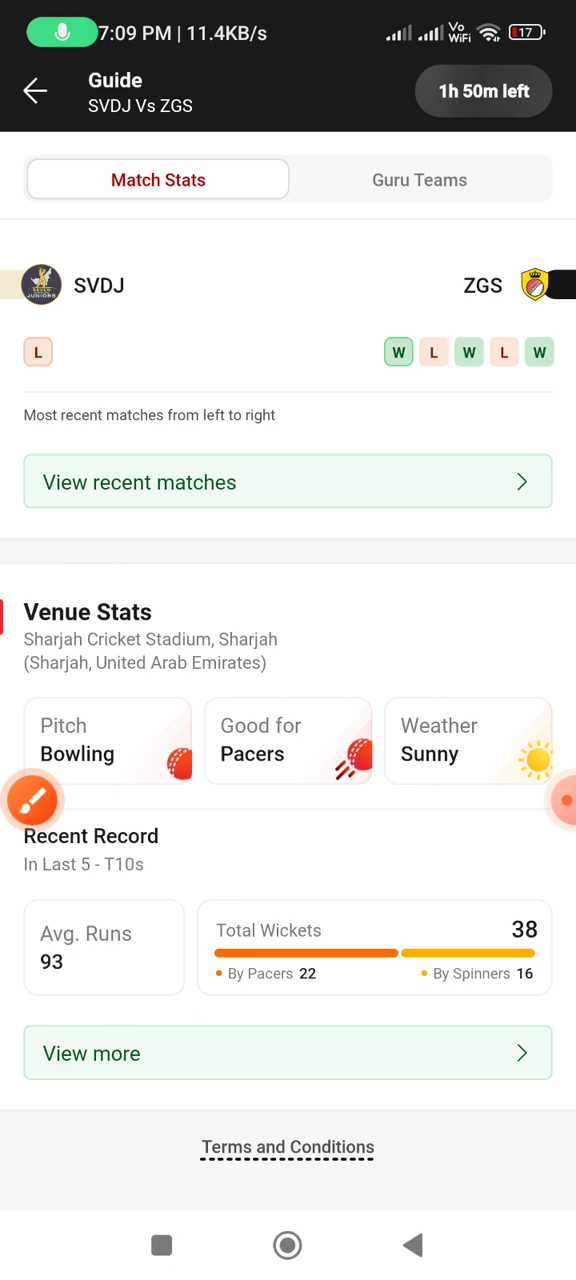 7:09 PM | 11.4KB/s
Vo
WiFi
17
Guide
SVDJ Vs ZGS
1h 50m left
Match Stats
Guru Teams
JUNIORS
SVDJ
ZGS
L
W L W L W
Most recent matches from left to right
View recent matches
Venue Stats
Sharjah Cricket Stadium, Sharjah
(Sharjah, United Arab Emirates)
Pitch
Bowling
Good for
Pacers
Weather
Sunny
Recent Record
In Last 5 - T10s
Avg. Runs
93
Total Wickets 38
• By Pacers 22
• By Spinners 16
View more
Terms and Conditions